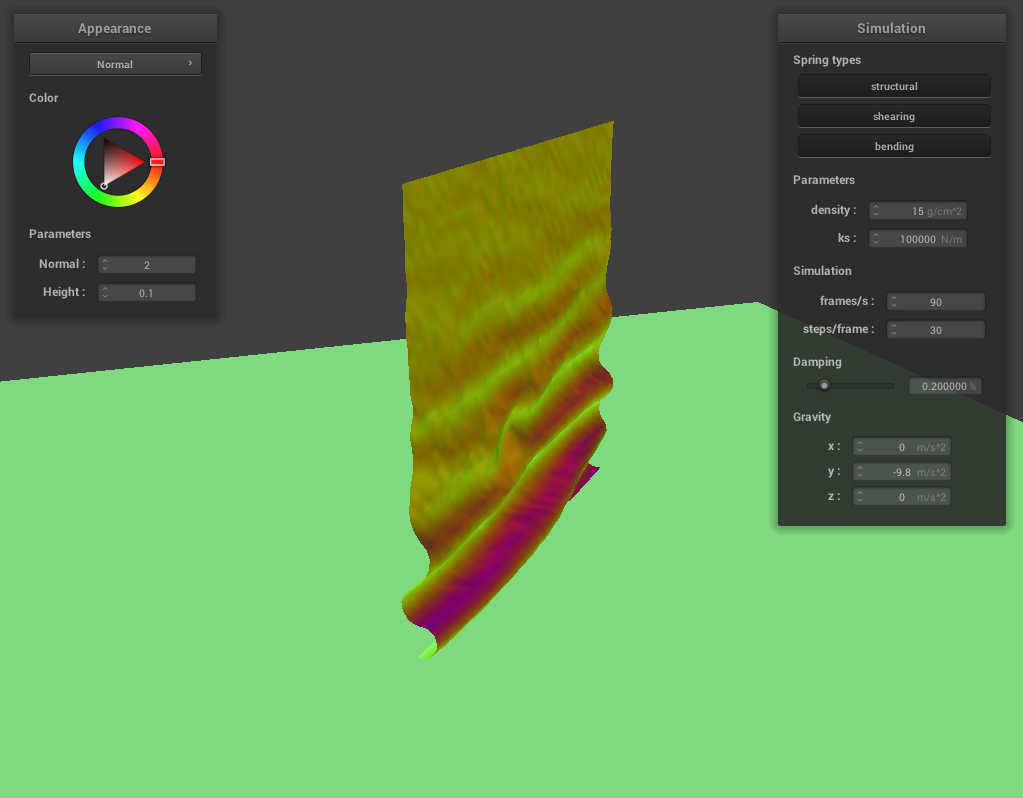 Appearance
Normal
Color
Parameters
Normal : 2
Height : 0.1
Simulation
Spring types
structural
shearing
bending
Parameters
density : 15 g/cm^2
ks : 100000 N/m
Simulation
frames/s : 90
steps/frame : 30
Damping
0.200000 %
Gravity
x : 0 m/s^2
y : -9.8 m/s^2
z : 0 m/s^2